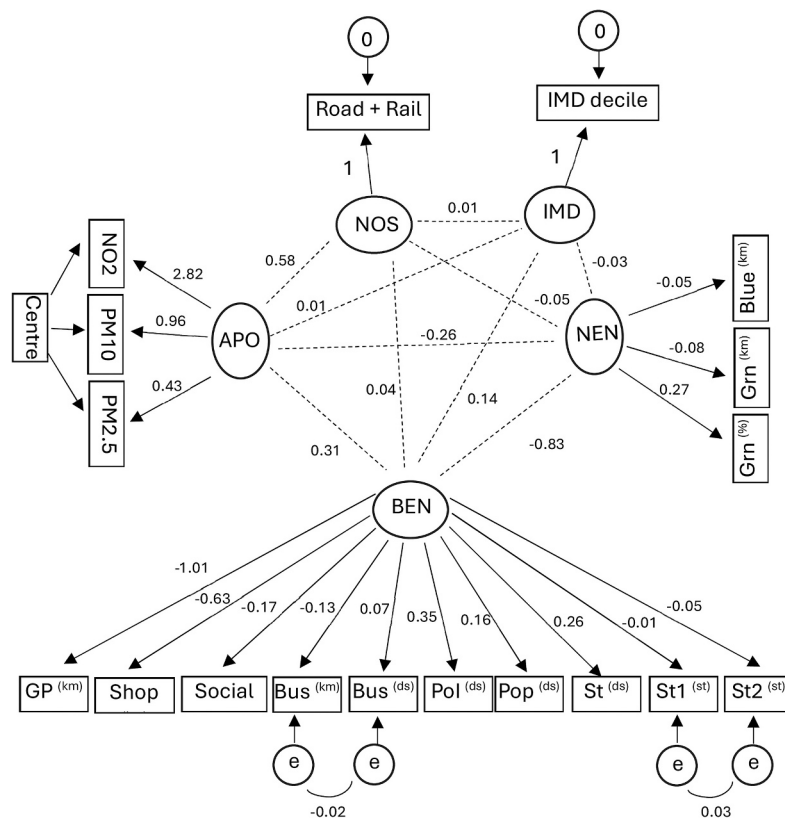 0
0
Road + Rail
IMD decile
1
1
NOS
0.01
IMD
NO2
2.82
0.58
-0.03
Blue (km)
-0.05
Centre
PM10
0.96
APO
0.01
-0.05
NEN
-0.26
-0.08
Grn (km)
PM2.5
0.43
0.04
0.14
0.27
Grn (%)
0.31
-0.83
BEN
-1.01
-0.63
-0.17
-0.13
0.07
0.35
0.16
0.26
-0.01
-0.05
GP (km)
Shop
Social
Bus (km)
Bus (ds)
PoI (ds)
Pop (ds)
St (ds)
St1 (st)
St2 (st)
e
e
e
e
-0.02
0.03